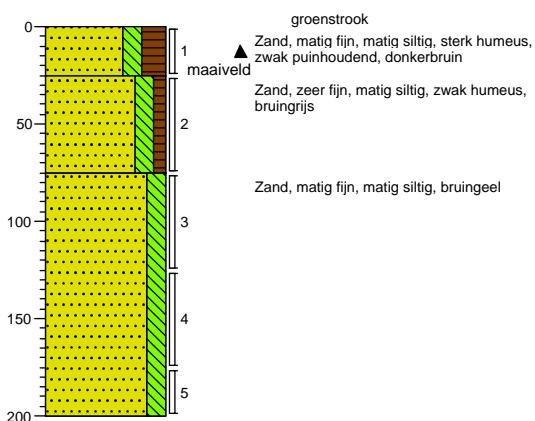 groenstrook
0
1
Zand, matig fijn, matig siltig, sterk humeus,
zwak puinhoudend, donkerbruin
maaiveld
Zand, zeer fijn, matig siltig, zwak humeus,
bruingrijs
50
2
Zand, matig fijn, matig siltig, bruingeel
100
3
150
4
5
200